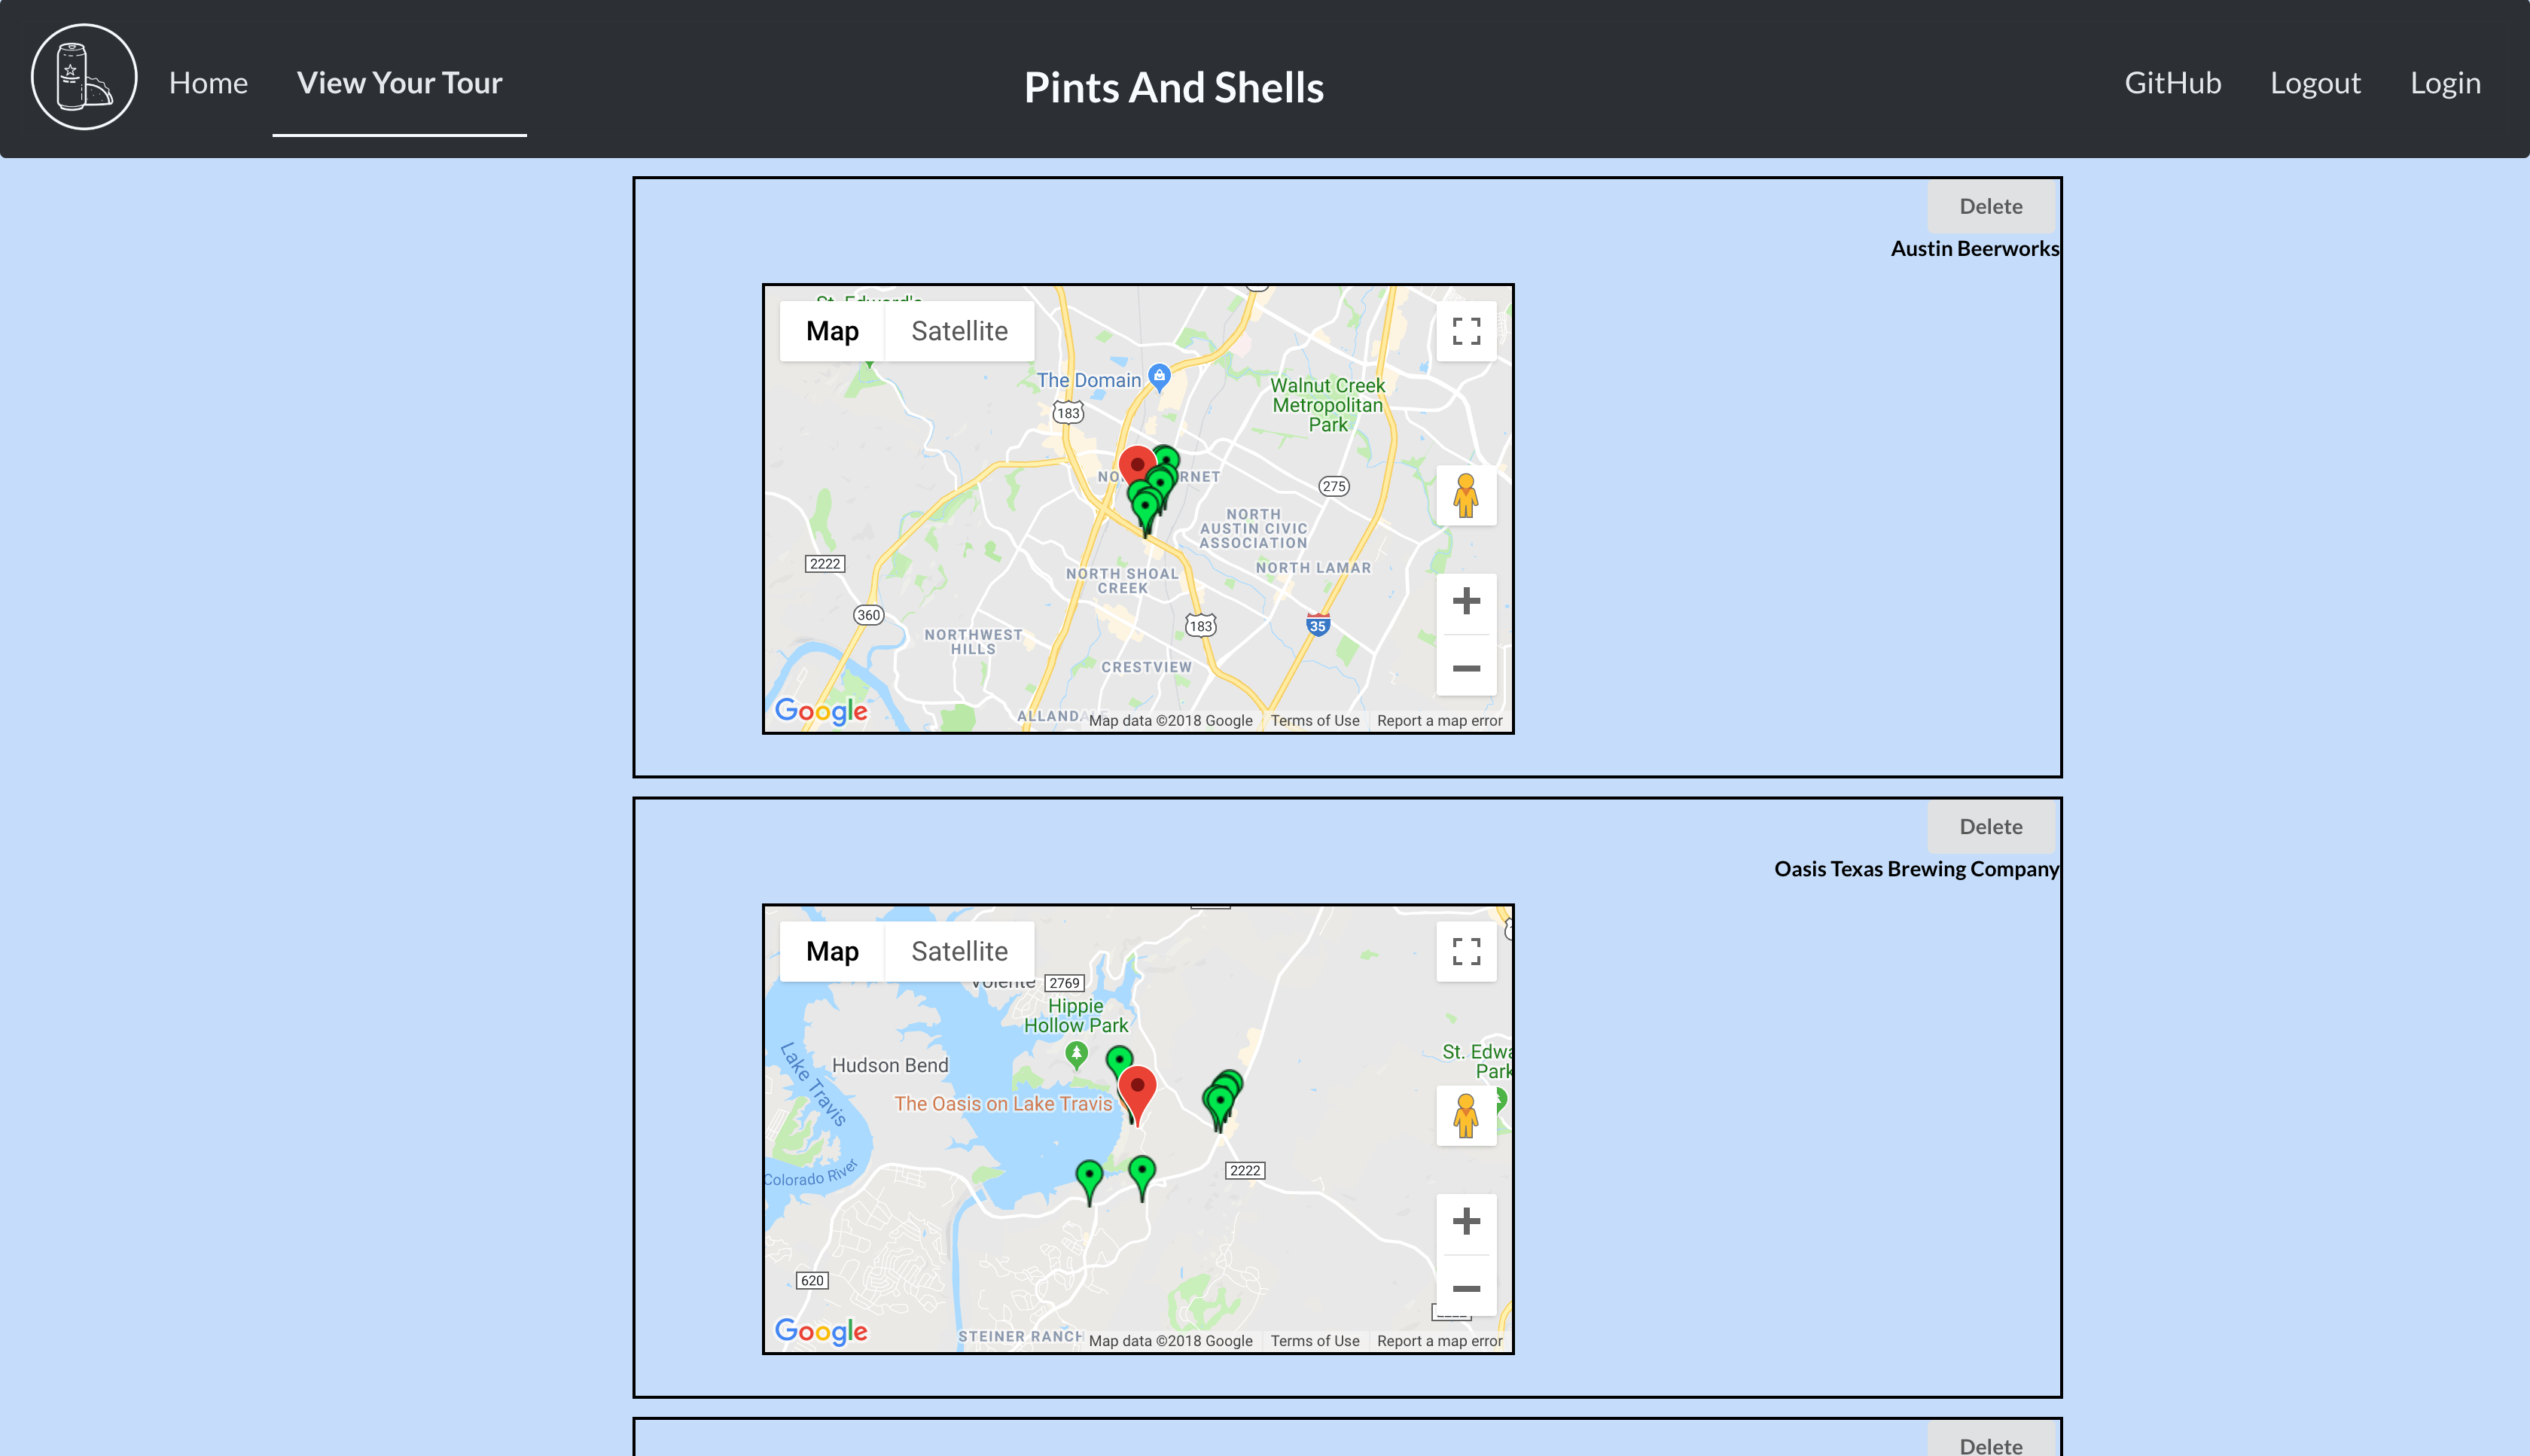 Home
View Your Tour
Pints And Shells
GitHub
Logout
Login
Delete
Austin Beerworks
St. Edward's
Map
Satellite
The Domain
183
Walnut Creek
Metropolitan
Park
275
NORTH
AUSTIN CIVIC
ASSOCIATION
2222
NORTH SHOAL
CREEK
NORTH LAMAR
360
NORTHWEST
HILLS
183
35
CRESTVIEW
Google
Map data ©2018 Google
Terms of Use
Report a map error
Delete
Oasis Texas Brewing Company
Map
Satellite
Volente
2769
Hippie
Hollow Park
Hudson Bend
Lake Travis
The Oasis on Lake Travis
St. Edwa
Park
Colorado River
2222
620
STEINER RANCH
Google
Map data ©2018 Google
Terms of Use
Report a map error
Delete